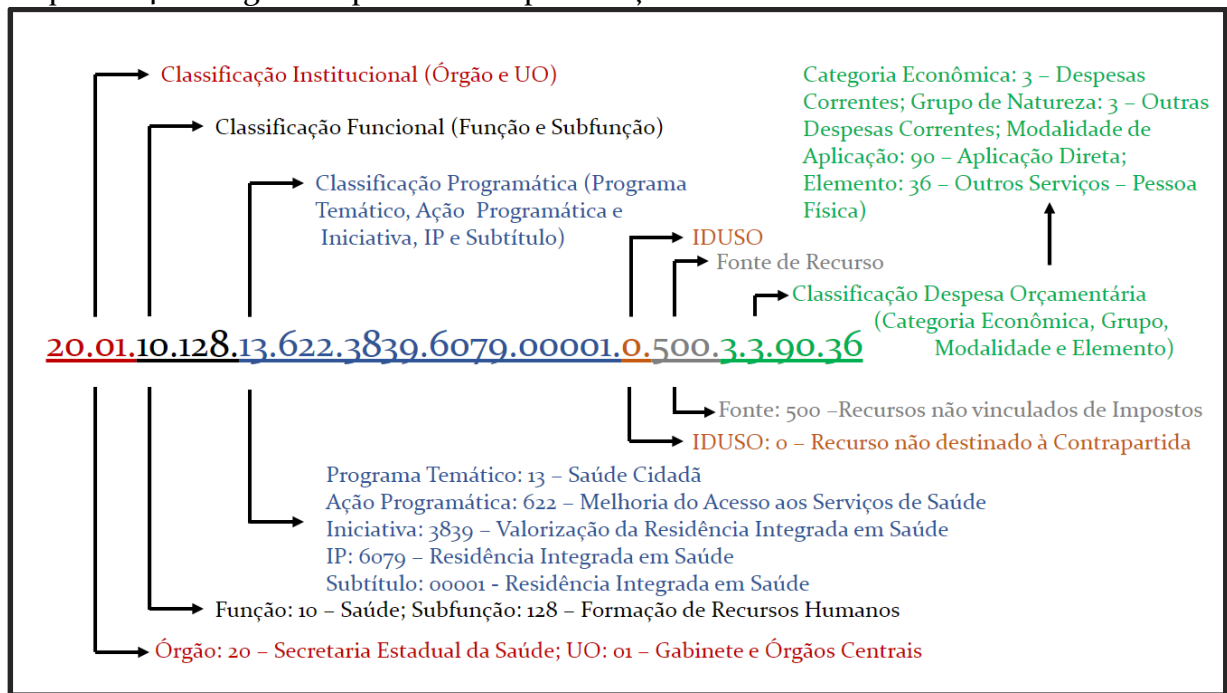 Classificação Institucional (Órgão e UO)
Classificação Funcional (Função e Subfunção)
Classificação Programática (Programa
Temático, Ação Programática e
Iniciativa, IP e Subtítulo)
Categoria Econômica: 3 – Despesas
Correntes; Grupo de Natureza: 3 – Outras
Despesas Correntes; Modalidade de
Aplicação: 90 – Aplicação Direta;
Elemento: 36 – Outros Serviços – Pessoa
Física)
IDUSO
Fonte de Recurso
Classificação Despesa Orçamentária
(Categoria Econômica, Grupo,
Modalidade e Elemento)
20.01.10.128.13.622.3839.6079.00001.0.500.3.3.90.36
Fonte: 500 –Recursos não vinculados de Impostos
IDUSO: 0 – Recurso não destinado à Contrapartida
Programa Temático: 13 – Saúde Cidadã
Ação Programática: 622 – Melhoria do Acesso aos Serviços de Saúde
Iniciativa: 3839 – Valorização da Residência Integrada em Saúde
IP: 6079 – Residência Integrada em Saúde
Subtítulo: 00001 - Residência Integrada em Saúde
Função: 10 – Saúde; Subfunção: 128 – Formação de Recursos Humanos
Órgão: 20 – Secretaria Estadual da Saúde; UO: 01 – Gabinete e Órgãos Centrais